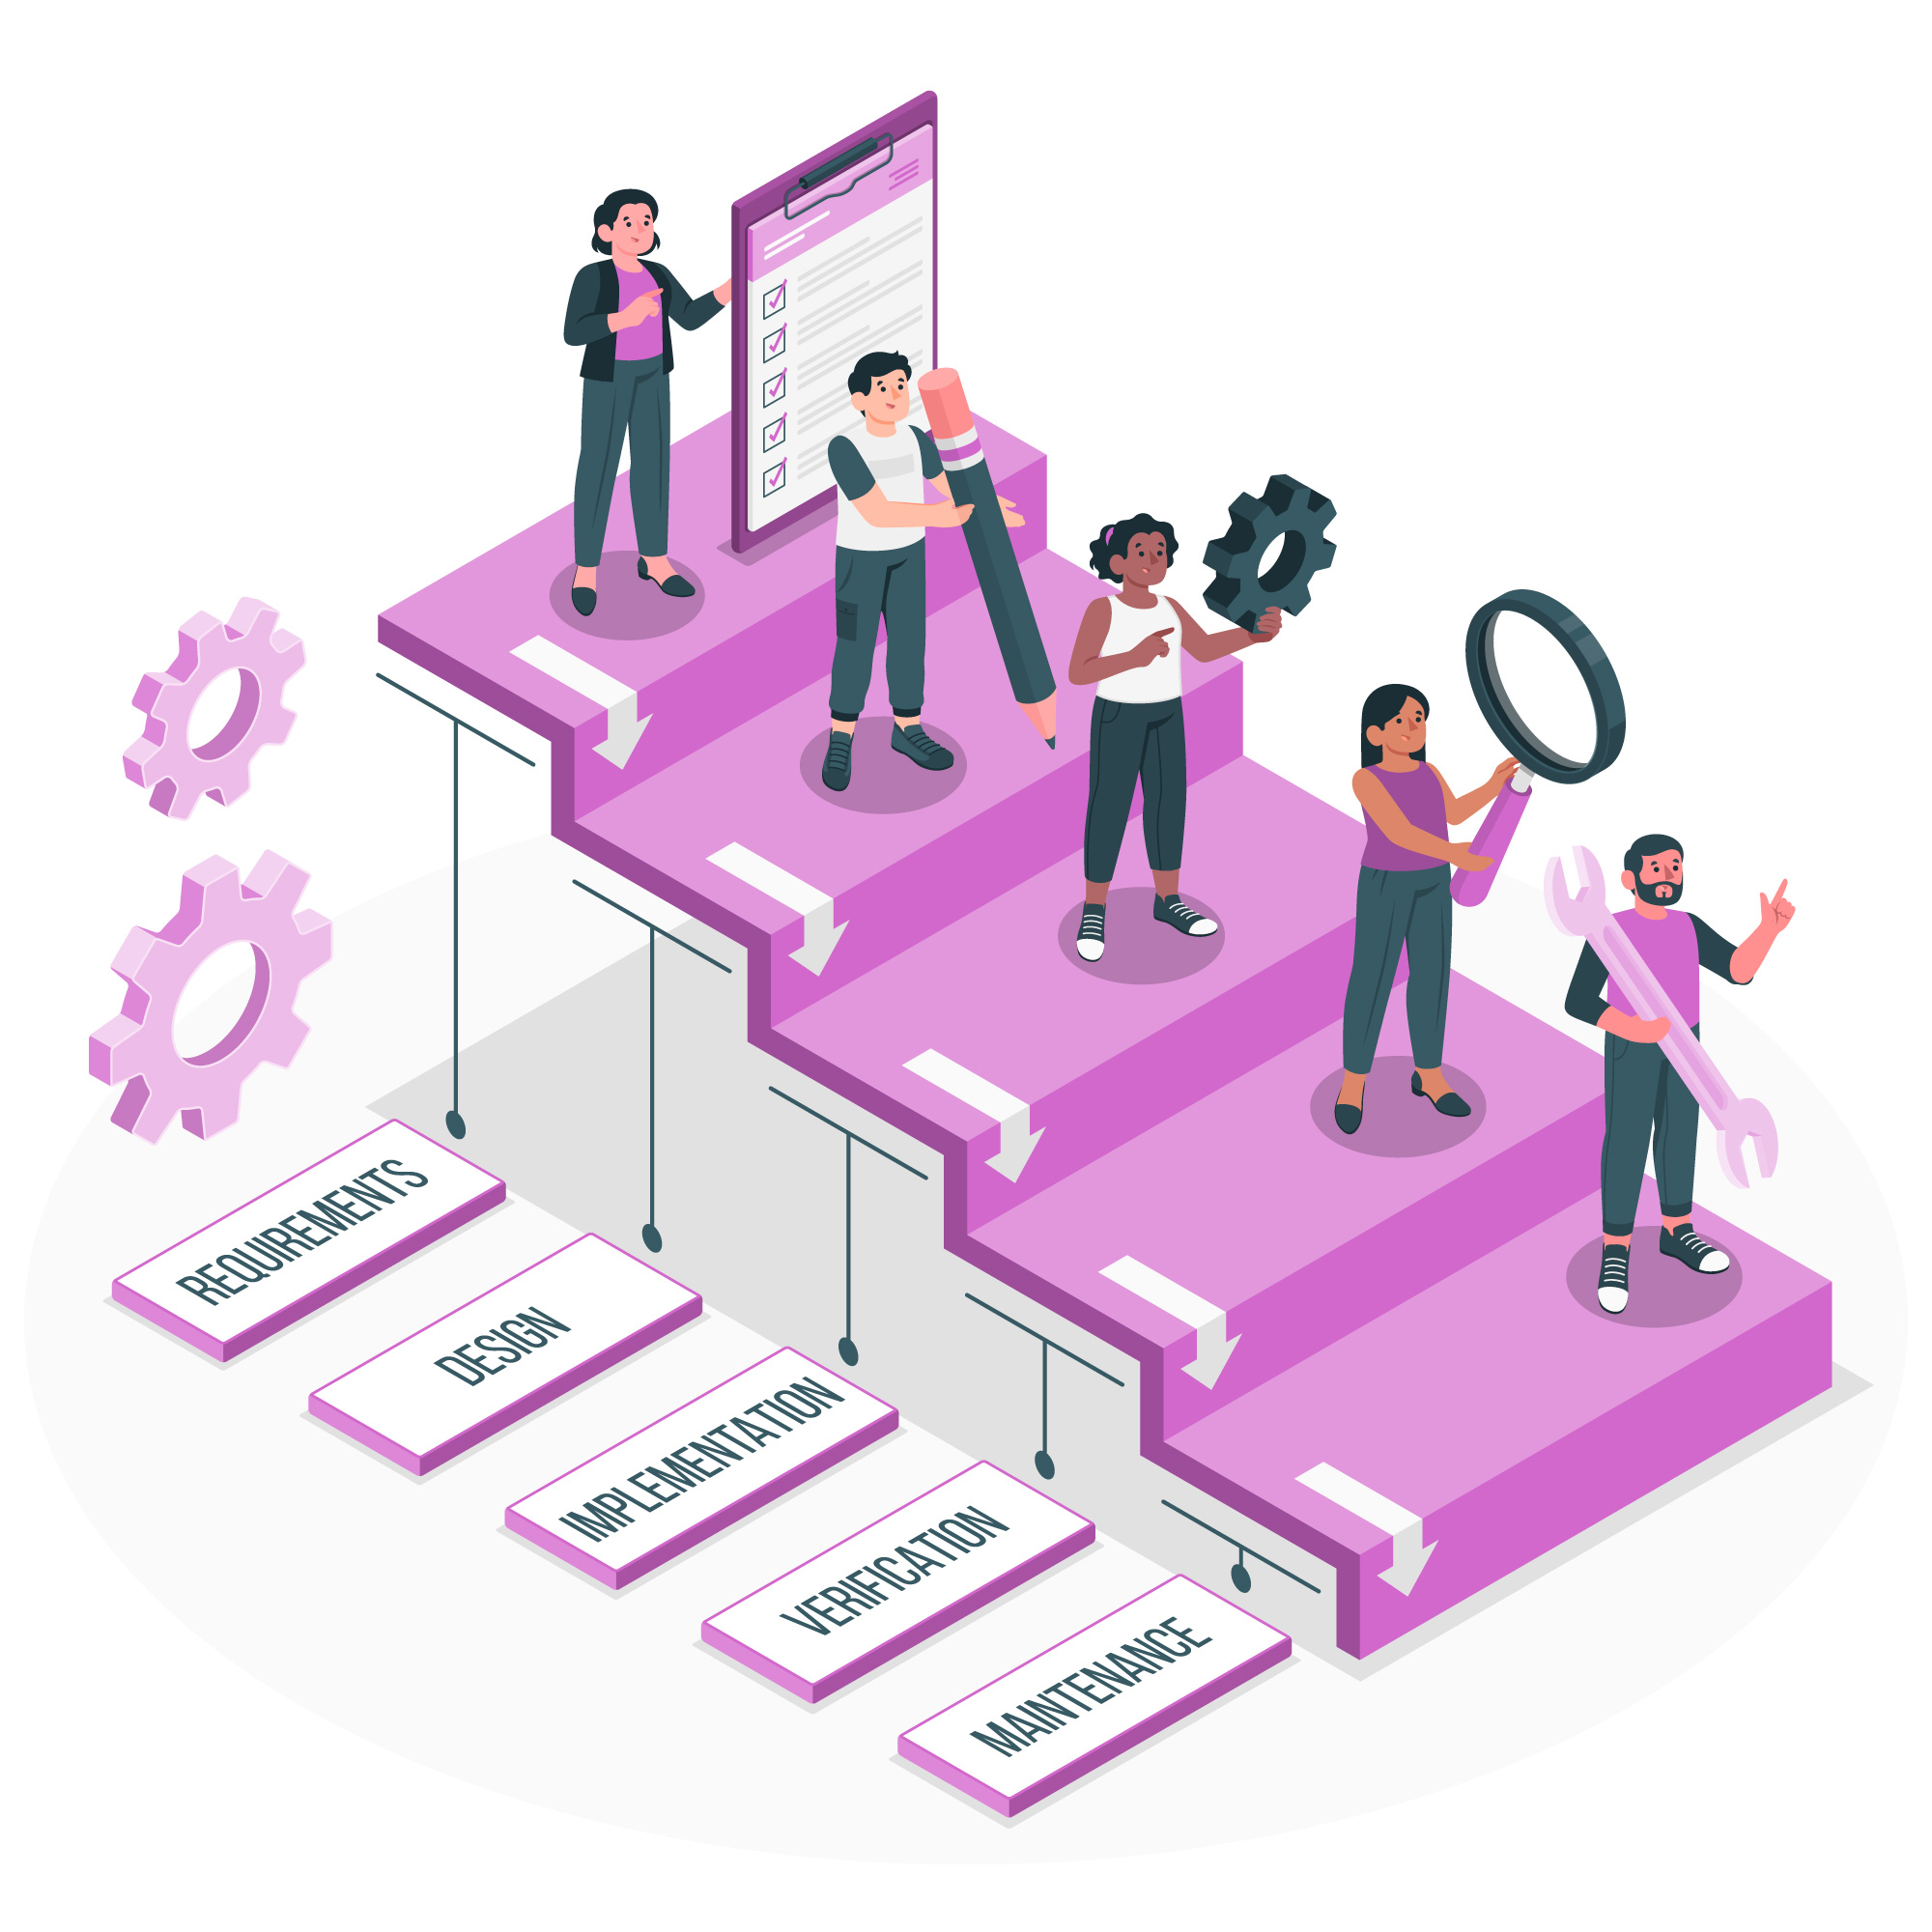 REQUIREMENTS
DESIGN
IMPLEMENTATION
VERIFICATION
MAINTENANCE